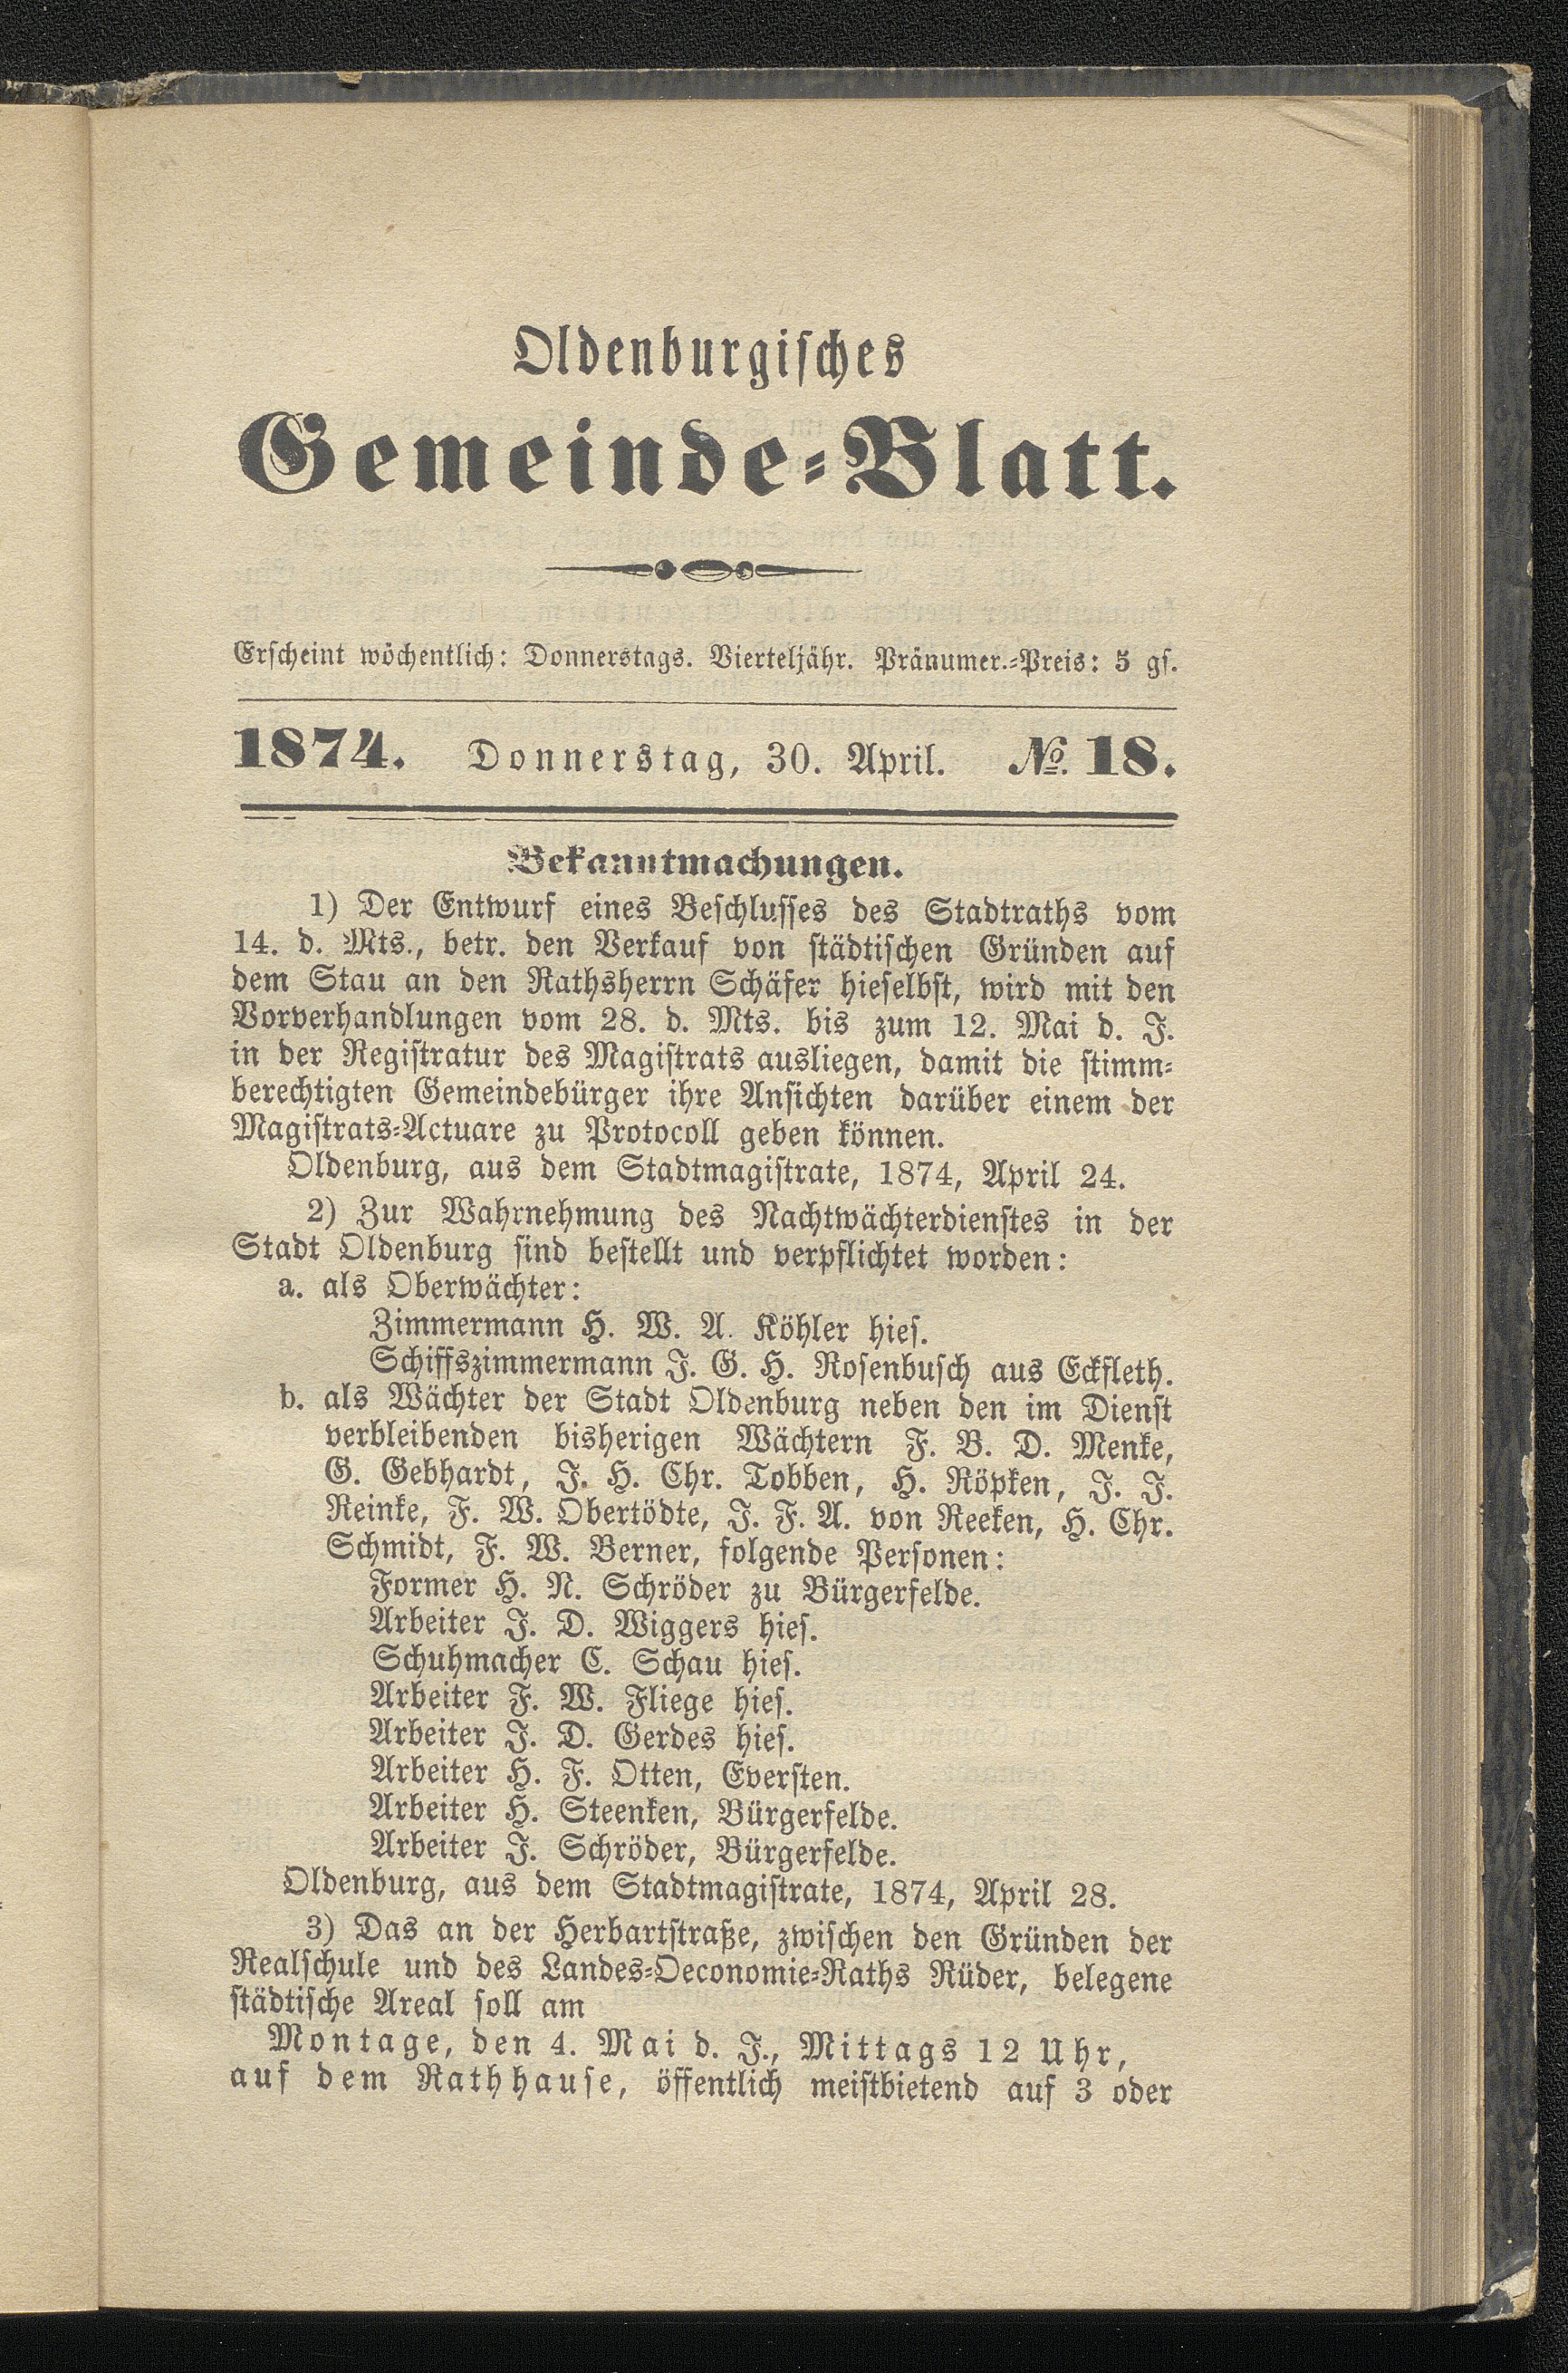 Oldenburgisches
Gemeinde-Blatt.
Erscheint wöchentlich: Donnerstags. Vierteljähr. Pränumer.-Preis: 5 gs.
1874. Donnerstag, 30. April. No. 18.
Bekanntmachungen.
1) Der Entwurf eines Beschlusses des Stadtraths vom
14. d. Mts., betr. den Verkauf von städtischen Gründen auf
dem Stau an den Rathsherrn Schäfer hieselbst, wird mit den
Vorverhandlungen vom 28. d. Mts. bis zum 12. Mai d. J.
in der Registratur des Magistrats ausliegen, damit die stimm-
berechtigten Gemeindebürger ihre Ansichten darüber einem der
Magistrats-Actuare zu Protocoll geben können.
Oldenburg, aus dem Stadtmagistrate, 1874, April 24.
2) Zur Wahrnehmung des Nachtwächterdienstes in der
Stadt Oldenburg sind bestellt und verpflichtet worden:
a. als Oberwächter:
Zimmermann H. W. A. Köhler hies.
Schiffszimmermann J. G. H. Rosenbusch aus Eckfleth.
b. als Wächter der Stadt Oldenburg neben den im Dienst
verbleibenden bisherigen Wächtern F. B. D. Menke,
G. Gebhardt, J. H. Chr. Tobben, H. Röpken, J. J.
Reinke, F. W. Obertödte, J. F. A. von Reeken, H. Chr.
Schmidt, F. W. Berner, folgende Personen:
Former H. N. Schröder zu Bürgerfelde.
Arbeiter J. D. Wiggers hies.
Schuhmacher C. Schau hies.
Arbeiter F. W. Fliege hies.
Arbeiter J. D. Gerdes hies.
Arbeiter H. F. Otten, Eversten.
Arbeiter H. Steenken, Bürgerfelde.
Arbeiter J. Schröder, Bürgerfelde.
Oldenburg, aus dem Stadtmagistrate, 1874, April 28.
3) Das an der Herbartstraße, zwischen den Gründen der
Realschule und des Landes-Oeconomie-Raths Rüder, belegene
städtische Areal soll am
Montage, den 4. Mai d. J., Mittags 12 Uhr,
auf dem Rathhause, öffentlich meistbietend auf 3 oder